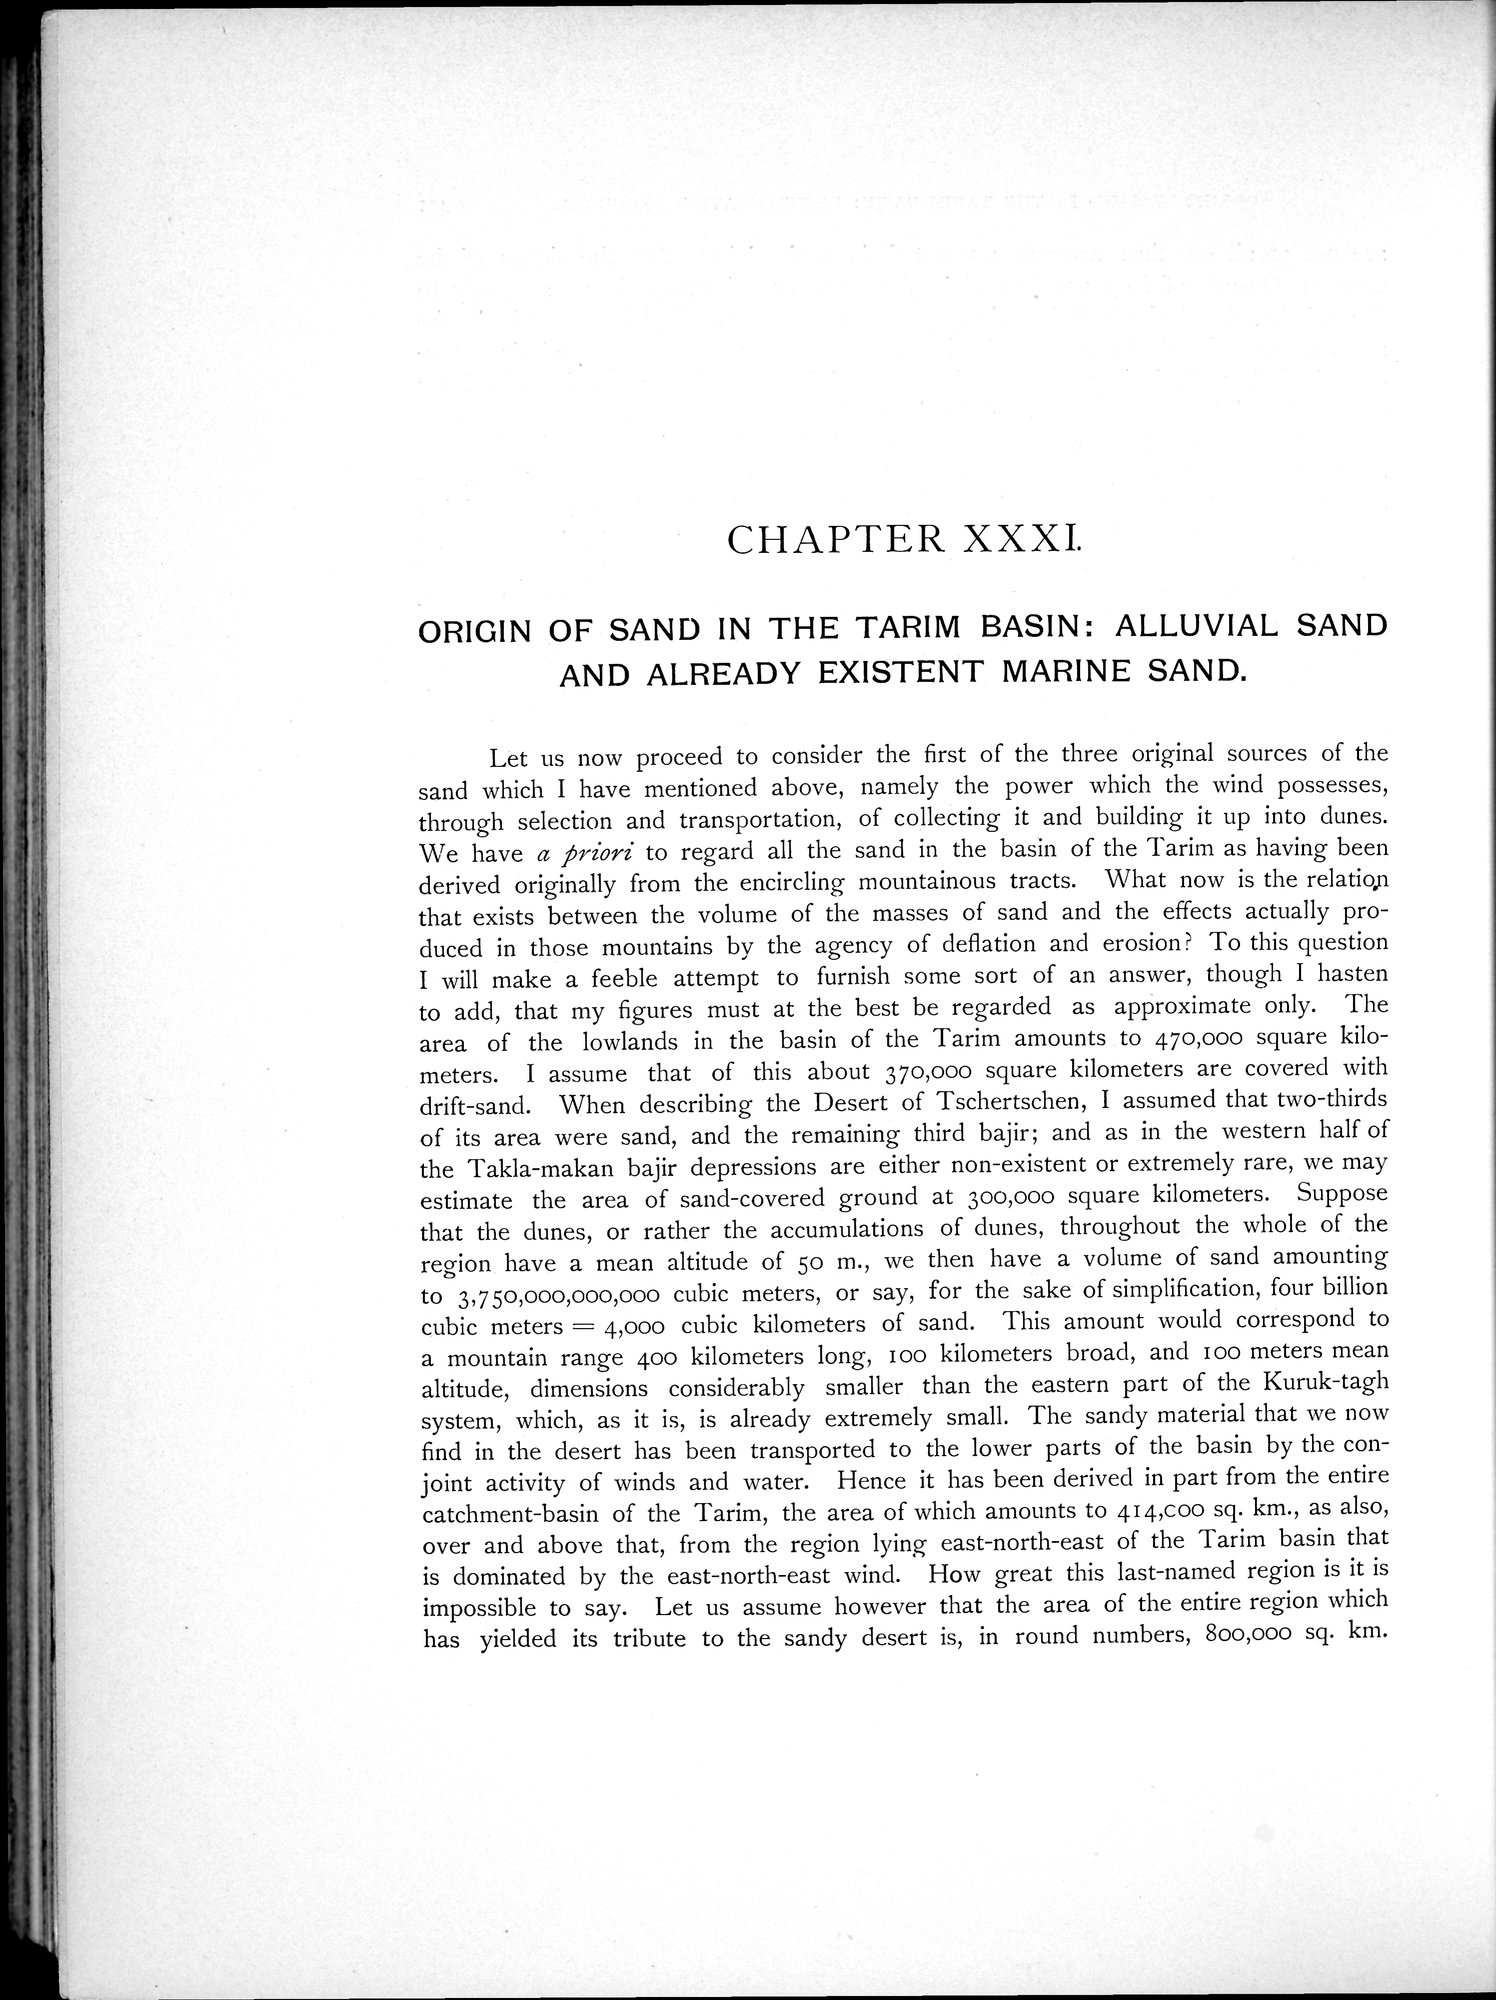 CHAPTER XXXI.
ORIGIN OF SAND IN THE TARIM BASIN: ALLUVIAL SAND
AND ALREADY EXISTENT MARINE SAND.
Let us now proceed to consider the first of the three original sources of the
sand which I have mentioned above, namely the power which the wind possesses,
through selection and transportation, of collecting it and building it up into dunes.
We have a priori to regard all the sand in the basin of the Tarim as having been
derived originally from the encircling mountainous tracts. What now is the relation
that exists between the volume of the masses of sand and the effects actually pro-
duced in those mountains by the agency of deflation and erosion? To this question
I will make a feeble attempt to furnish some sort of an answer, though I hasten
to add, that my figures must at the best be regarded as approximate only. The
area of the lowlands in the basin of the Tarim amounts to 470,000 square kilo-
meters. I assume that of this about 370,000 square kilometers are covered with
drift-sand. When describing the Desert of Tschertschen, I assumed that two-thirds
of its area were sand, and the remaining third bajir; and as in the western half of
the Takla-makan bajir depressions are either non-existent or extremely rare, we may
estimate the area of sand-covered ground at 300,000 square kilometers. Suppose
that the dunes, or rather the accumulations of dunes, throughout the whole of the
region have a mean altitude of 50 m., we then have a volume of sand amounting
to 3,750,000,000,000 cubic meters, or say, for the sake of simplification, four billion
cubic meters = 4,000 cubic kilometers of sand. This amount would correspond to
a mountain range 400 kilometers long, 100 kilometers broad, and 100 meters mean
altitude, dimensions considerably smaller than the eastern part of the Kuruk-tagh
system, which, as it is, is already extremely small. The sandy material that we now
find in the desert has been transported to the lower parts of the basin by the con-
joint activity of winds and water. Hence it has been derived in part from the entire
catchment-basin of the Tarim, the area of which amounts to 414,000 sq. km., as also,
over and above that, from the region lying east-north-east of the Tarim basin that
is dominated by the east-north-east wind. How great this last-named region is it is
impossible to say. Let us assume however that the area of the entire region which
has yielded its tribute to the sandy desert is, in round numbers, 800,000 sq. km.